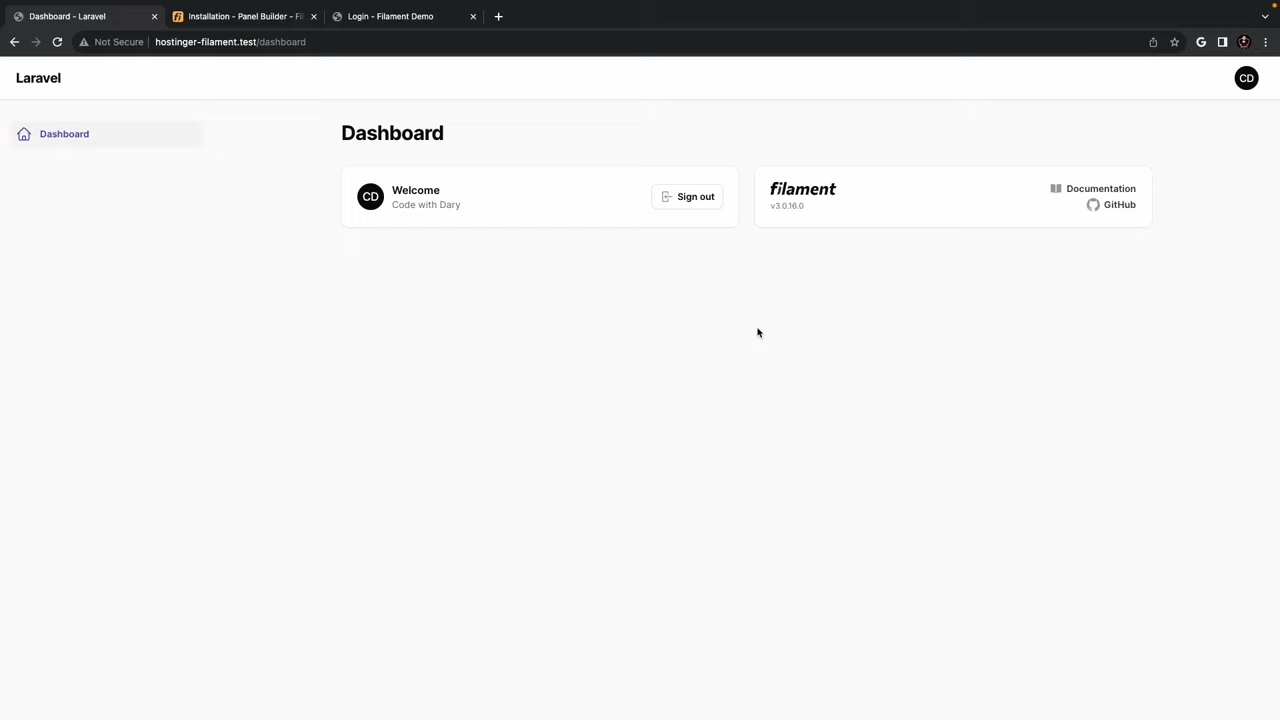 Dashboard - Laravel
Installation - Panel Builder - Fil
Login - Filament Demo
Not Secure
hostinger-filament.test/dashboard
Laravel
CD
Dashboard
Dashboard
CD
Welcome
Code with Dary
Sign out
filament
v3.0.16.0
Documentation
GitHub